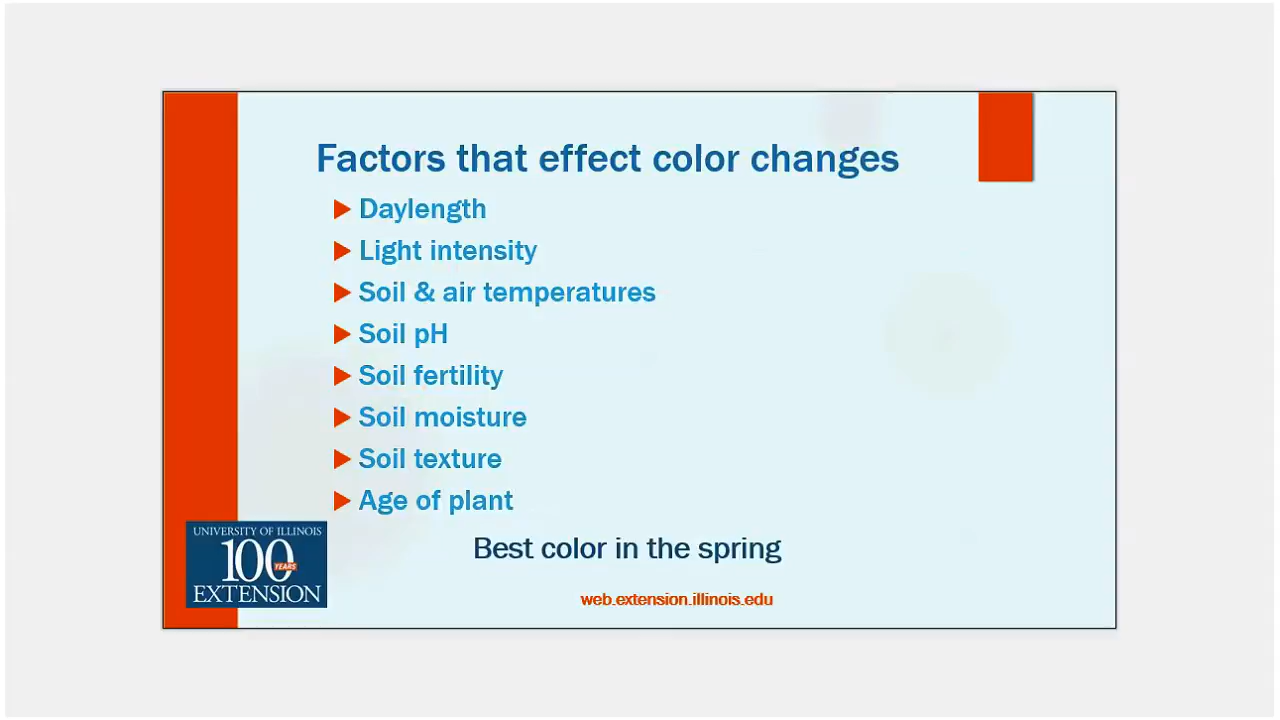 Factors that effect color changes
Daylength
Light intensity
Soil & air temperatures
Soil pH
Soil fertility
Soil moisture
Soil texture
Age of plant
Best color in the spring
UNIVERSITY OF ILLINOIS
100 YEARS
EXTENSION
web.extension.illinois.edu